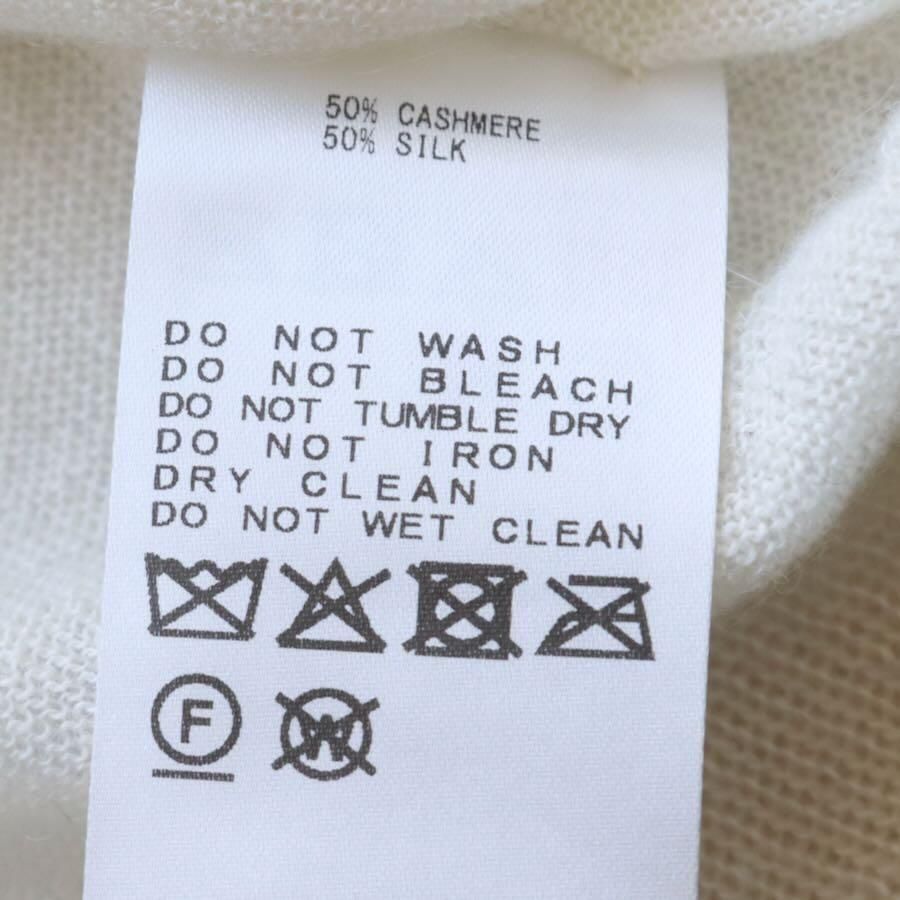 50% CASHMERE
50% SILK
DO NOT WASH
DO NOT BLEACH
DO NOT TUMBLE DRY
DO NOT IRON
DRY CLEAN
DO NOT WET CLEAN
F W